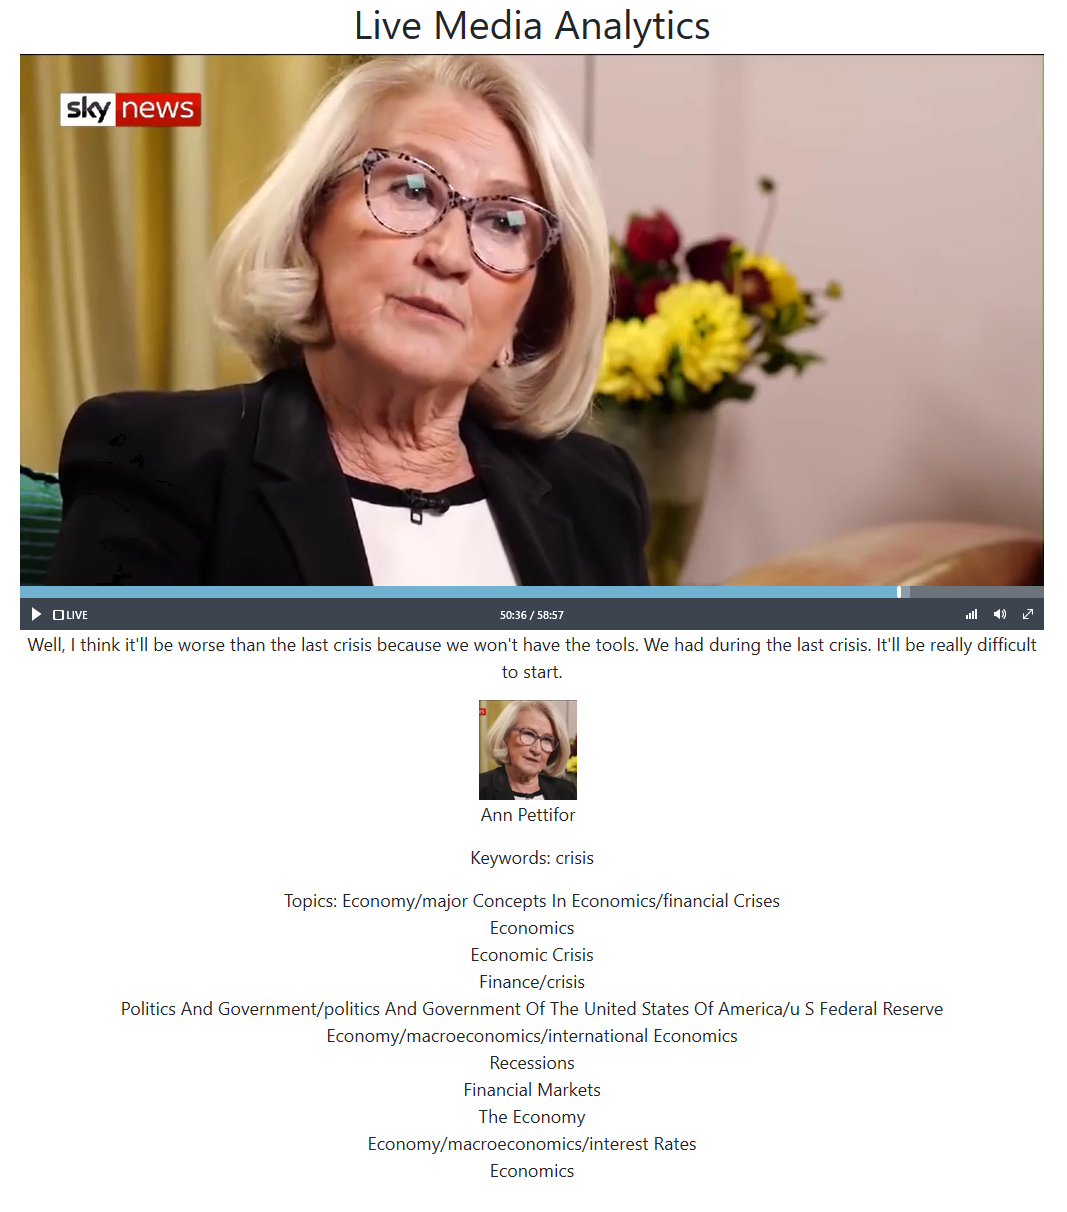 Live Media Analytics
sky news
LIVE
50:36 / 58:57
Well, I think it'll be worse than the last crisis because we won't have the tools. We had during the last crisis. It'll be really difficult
to start.
Ann Pettifor
Keywords: crisis
Topics: Economy/major Concepts In Economics/financial Crises
Economics
Economic Crisis
Finance/crisis
Politics And Government/politics And Government Of The United States Of America/u S Federal Reserve
Economy/macroeconomics/international Economics
Recessions
Financial Markets
The Economy
Economy/macroeconomics/interest Rates
Economics